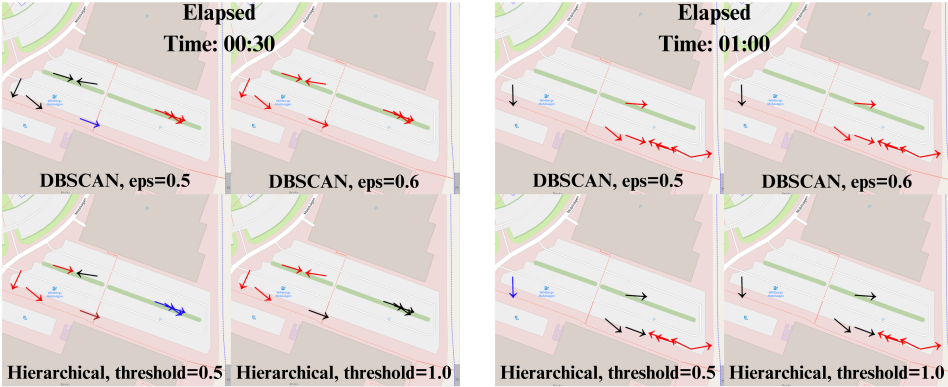 Elapsed
Time: 00:30
DBSCAN, eps=0.5
DBSCAN, eps=0.6
Hierarchical, threshold=0.5
Hierarchical, threshold=1.0
Elapsed
Time: 01:00
DBSCAN, eps=0.5
DBSCAN, eps=0.6
Hierarchical, threshold=0.5
Hierarchical, threshold=1.0